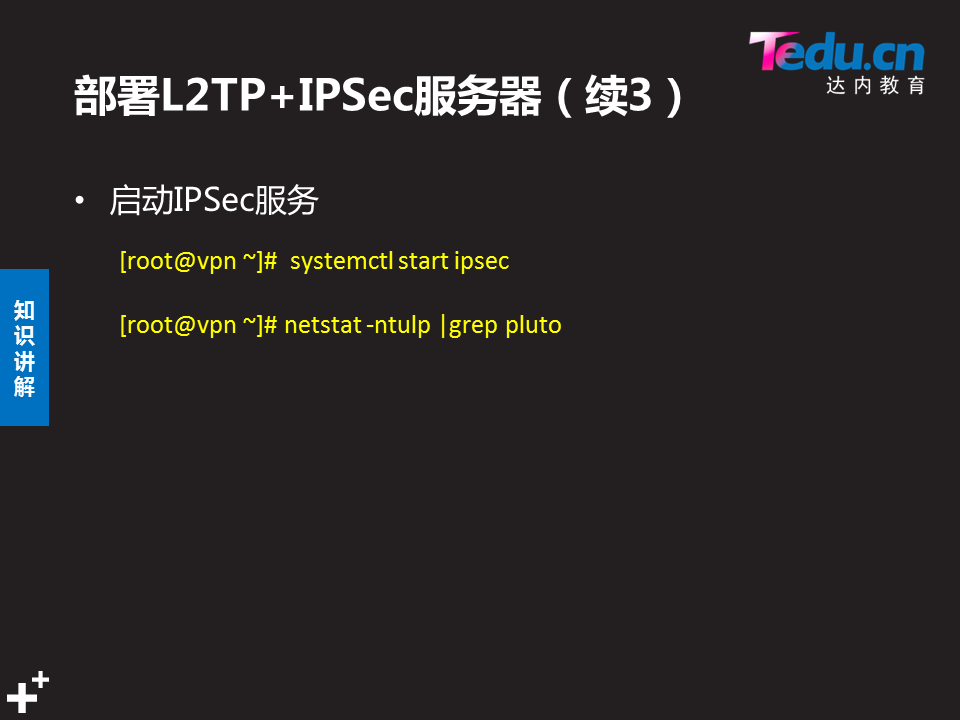 Tedu.cn
达内教育
部署L2TP+IPSec服务器（续3）
• 启动IPSec服务
[root@vpn ~]#  systemctl start ipsec
[root@vpn ~]# netstat -ntulp |grep pluto
知
识
讲
解